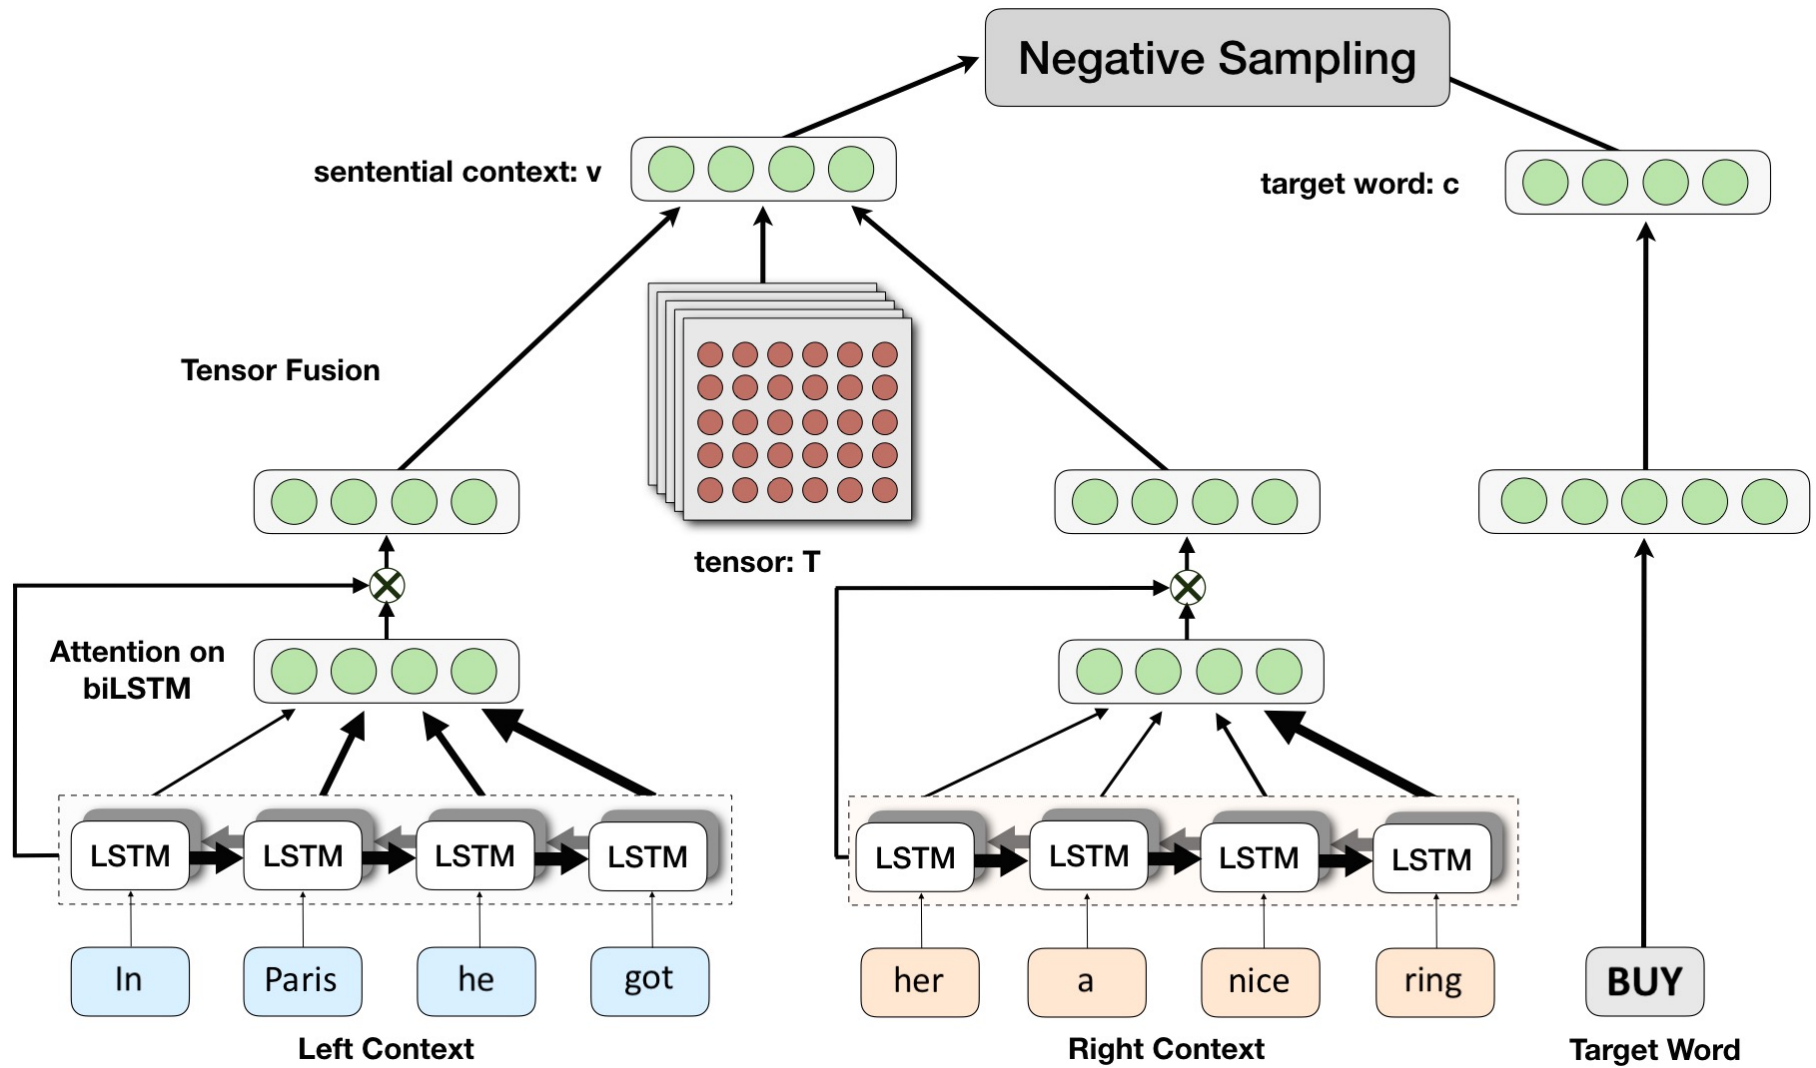 Negative Sampling
sentential context: v
target word: c
Tensor Fusion
tensor: T
Attention on
biLSTM
LSTM LSTM LSTM LSTM
LSTM LSTM LSTM LSTM
In Paris he got
her a nice ring
BUY
Left Context
Right Context
Target Word